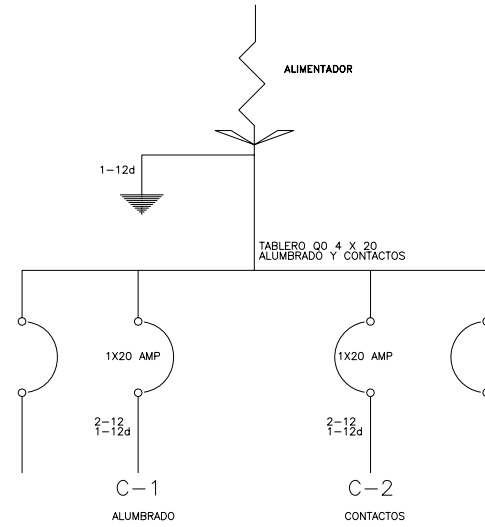 ALIMENTADOR
1-12d
TABLERO QO 4 X 20
ALUMBRADO Y CONTACTOS
1X20 AMP
1X20 AMP
2-12
1-12d
2-12
1-12d
C-1
C-2
ALUMBRADO
CONTACTOS